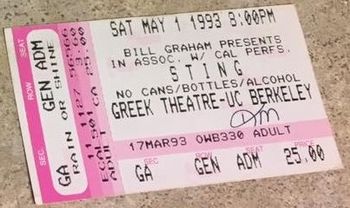 SAT MAY 1 1993 8:00PM
BILL GRAHAM PRESENTS
IN ASSOC. W/ CAL PERFS.
STING
NO CANS/BOTTLES/ALCOHOL
GREEK THEATRE-UC BERKELEY
17MAR93 OWB330 ADULT
GA GEN ADM 25.00
SEC. ROW SEAT
GA GEN ADM
RAIN OR SHINE
ADULT